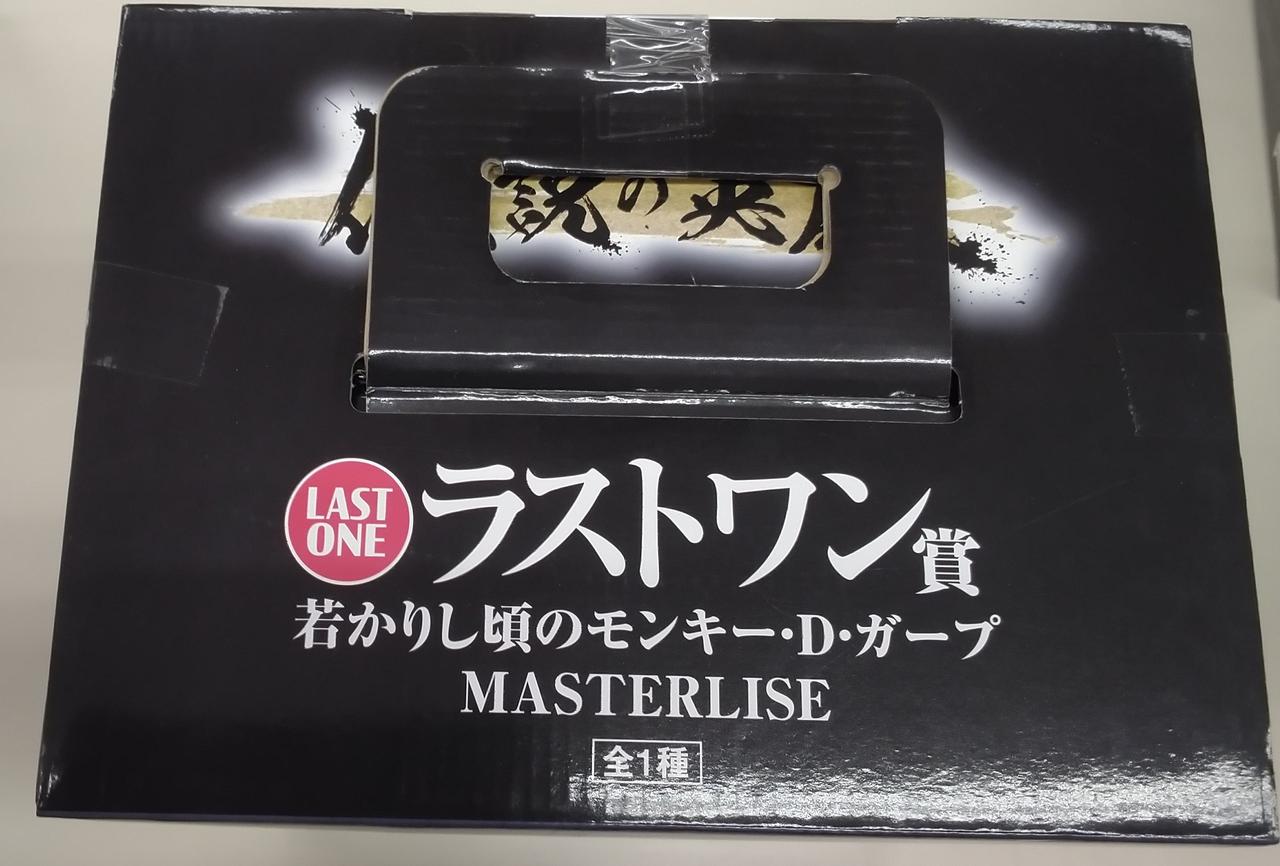 説の英
LAST
ONE
ラストワン賞
若かりし頃のモンキー・D・ガープ
MASTERLISE
全1種